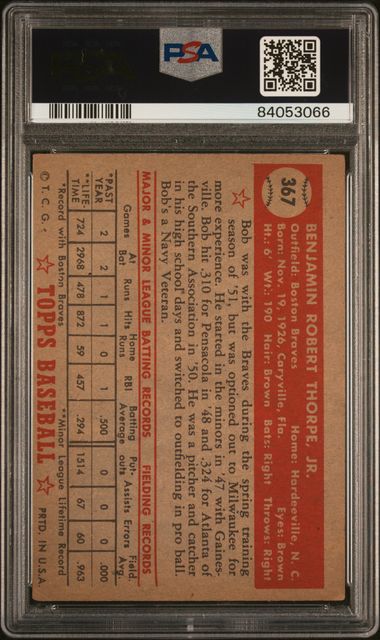 PSA
84053066
367
BENJAMIN ROBERT THORPE, JR.
Outfield: Boston Braves Home: Hardeeville, N. C.
Born: Nov. 19, 1926, Caryville, Fla. Eyes: Brown
Ht.: 6' Wt.: 190 Hair: Brown Bats: Right Throws: Right
Bob was with the Braves during the spring training
season of '51, but was optioned out to Milwaukee for
more experience. He started in the minors in '47 with Gaines-
ville. Bob hit .310 for Pensacola in '48 and .324 for Atlanta of
the Southern Association in '50. He was a pitcher and catcher
in his high school days and switched to outfielding in pro ball.
Bob's a Navy Veteran.
MAJOR & MINOR LEAGUE BATTING RECORDS FIELDING RECORDS
Games At Bat Runs Hits Home Runs RBI Batting Average Put-outs Assists Errors Field. Avg.
*PAST YEAR 2 2 1 1 0 1 .500 0 0 0 .000
**LIFE TIME 724 2968 478 872 59 457 .294 1514 67 60 .963
*Record with Boston Braves **Minor League Lifetime Record
© T. C. G. TOPPS BASEBALL PRTD. IN U.S.A.